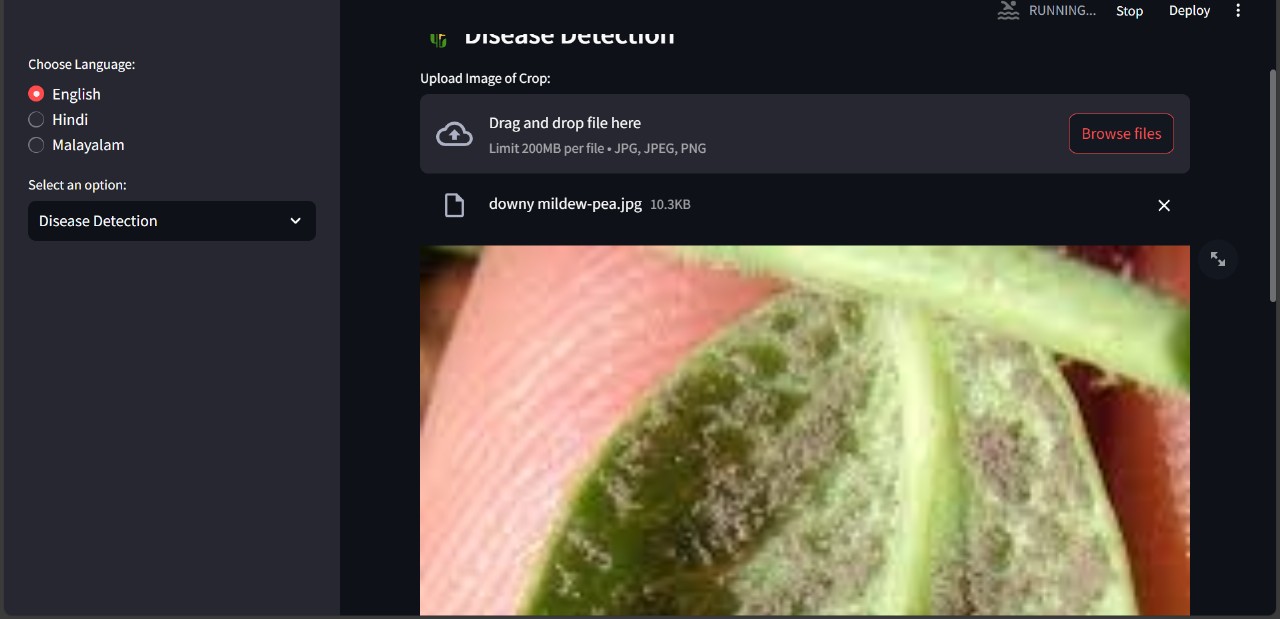 RUNNING... Stop Deploy
Disease Detection
Choose Language:
English
Hindi
Malayalam
Select an option:
Disease Detection
Upload Image of Crop:
Drag and drop file here
Limit 200MB per file • JPG, JPEG, PNG
Browse files
downy mildew-pea.jpg 10.3KB